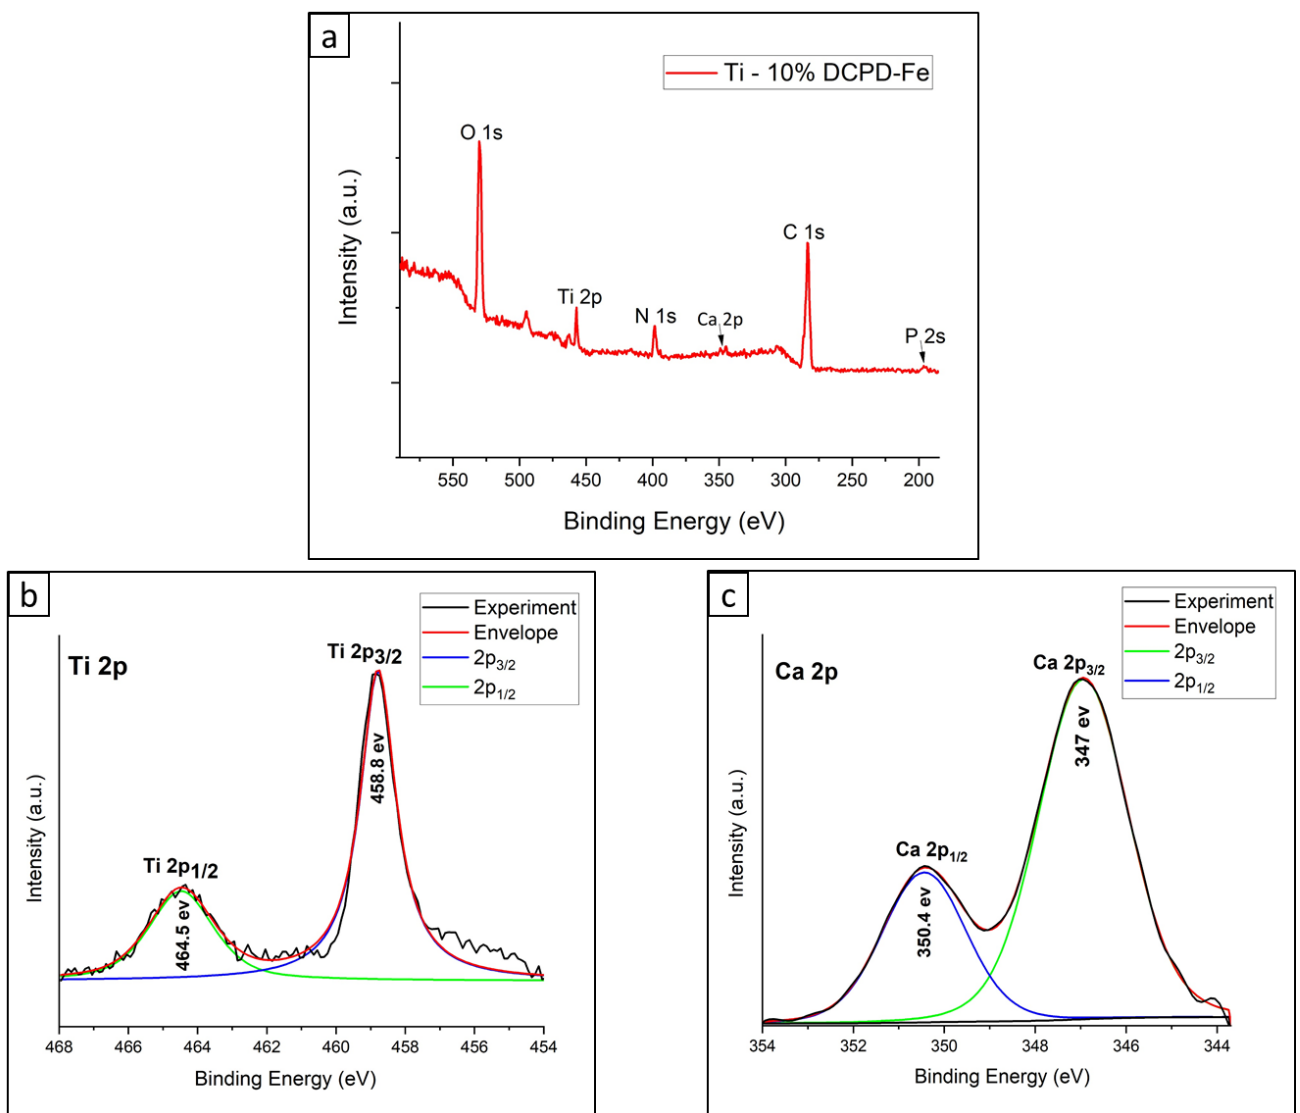 a
Ti - 10% DCPD-Fe
O 1s
Ti 2p
N 1s
Ca 2p
C 1s
P 2s
Intensity (a.u.)
550 500 450 400 350 300 250 200
Binding Energy (eV)
b
Experiment
Envelope
2p3/2
2p1/2
Ti 2p
Ti 2p3/2
458.8 ev
Ti 2p1/2
464.5 ev
Intensity (a.u.)
468 466 464 462 460 458 456 454
Binding Energy (eV)
c
Experiment
Envelope
2p3/2
2p1/2
Ca 2p
Ca 2p3/2
347 ev
Ca 2p1/2
350.4 ev
Intensity (a.u.)
354 352 350 348 346 344
Binding Energy (eV)